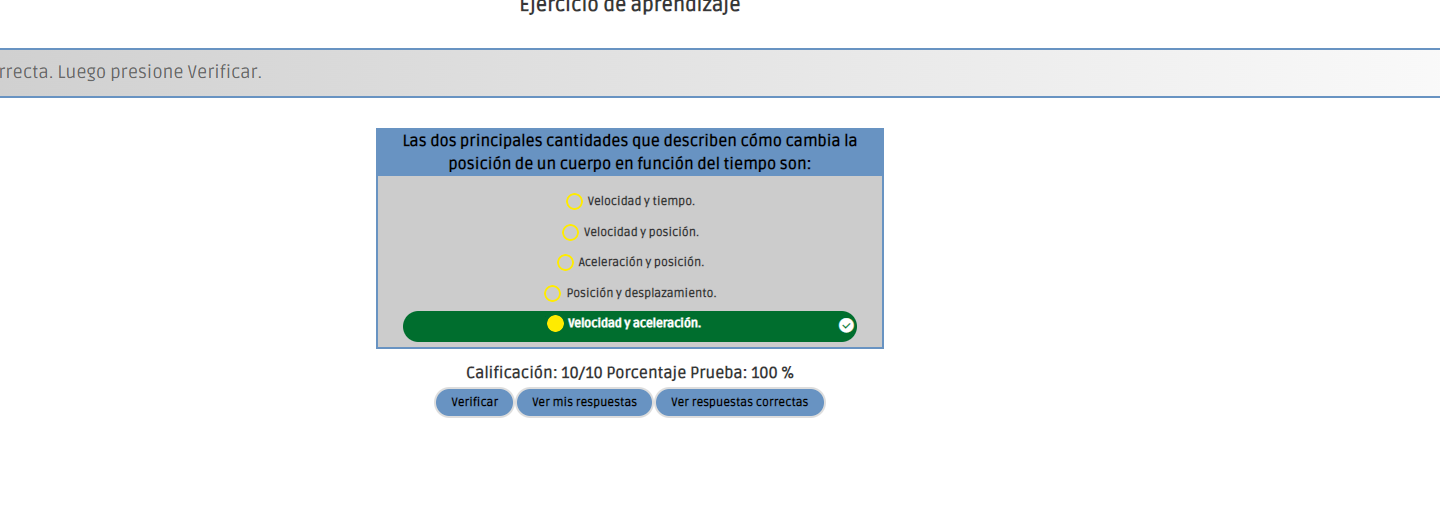 Ejercicio de aprendizaje
rrecta. Luego presione Verificar.
Las dos principales cantidades que describen cómo cambia la
posición de un cuerpo en función del tiempo son:
Velocidad y tiempo.
Velocidad y posición.
Aceleración y posición.
Posición y desplazamiento.
Velocidad y aceleración.
Calificación: 10/10 Porcentaje Prueba: 100 %
Verificar Ver mis respuestas Ver respuestas correctas